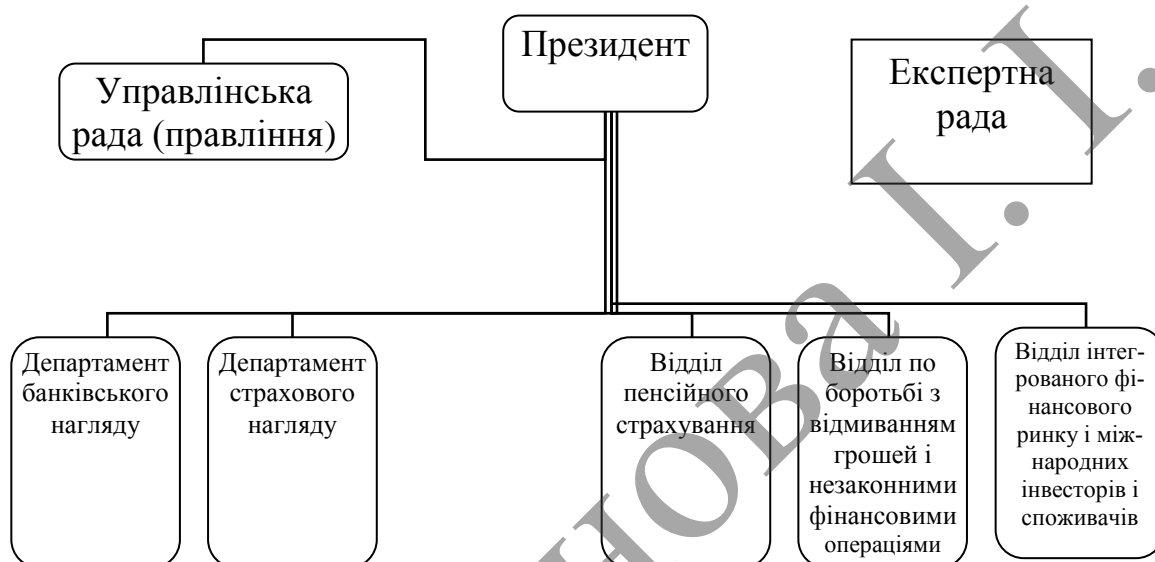 Президент
Управлінська
рада (правління)
Експертна
рада
Департамент
банківського
нагляду
Департамент
страхового
нагляду
Відділ
пенсійного
страхування
Відділ по
боротьбі з
відмиванням
грошей і
незаконними
фінансовими
операціями
Відділ інтег-
рованого фі-
нансового
ринку і між-
народних
інвесторів і
споживачів
нова І. І.